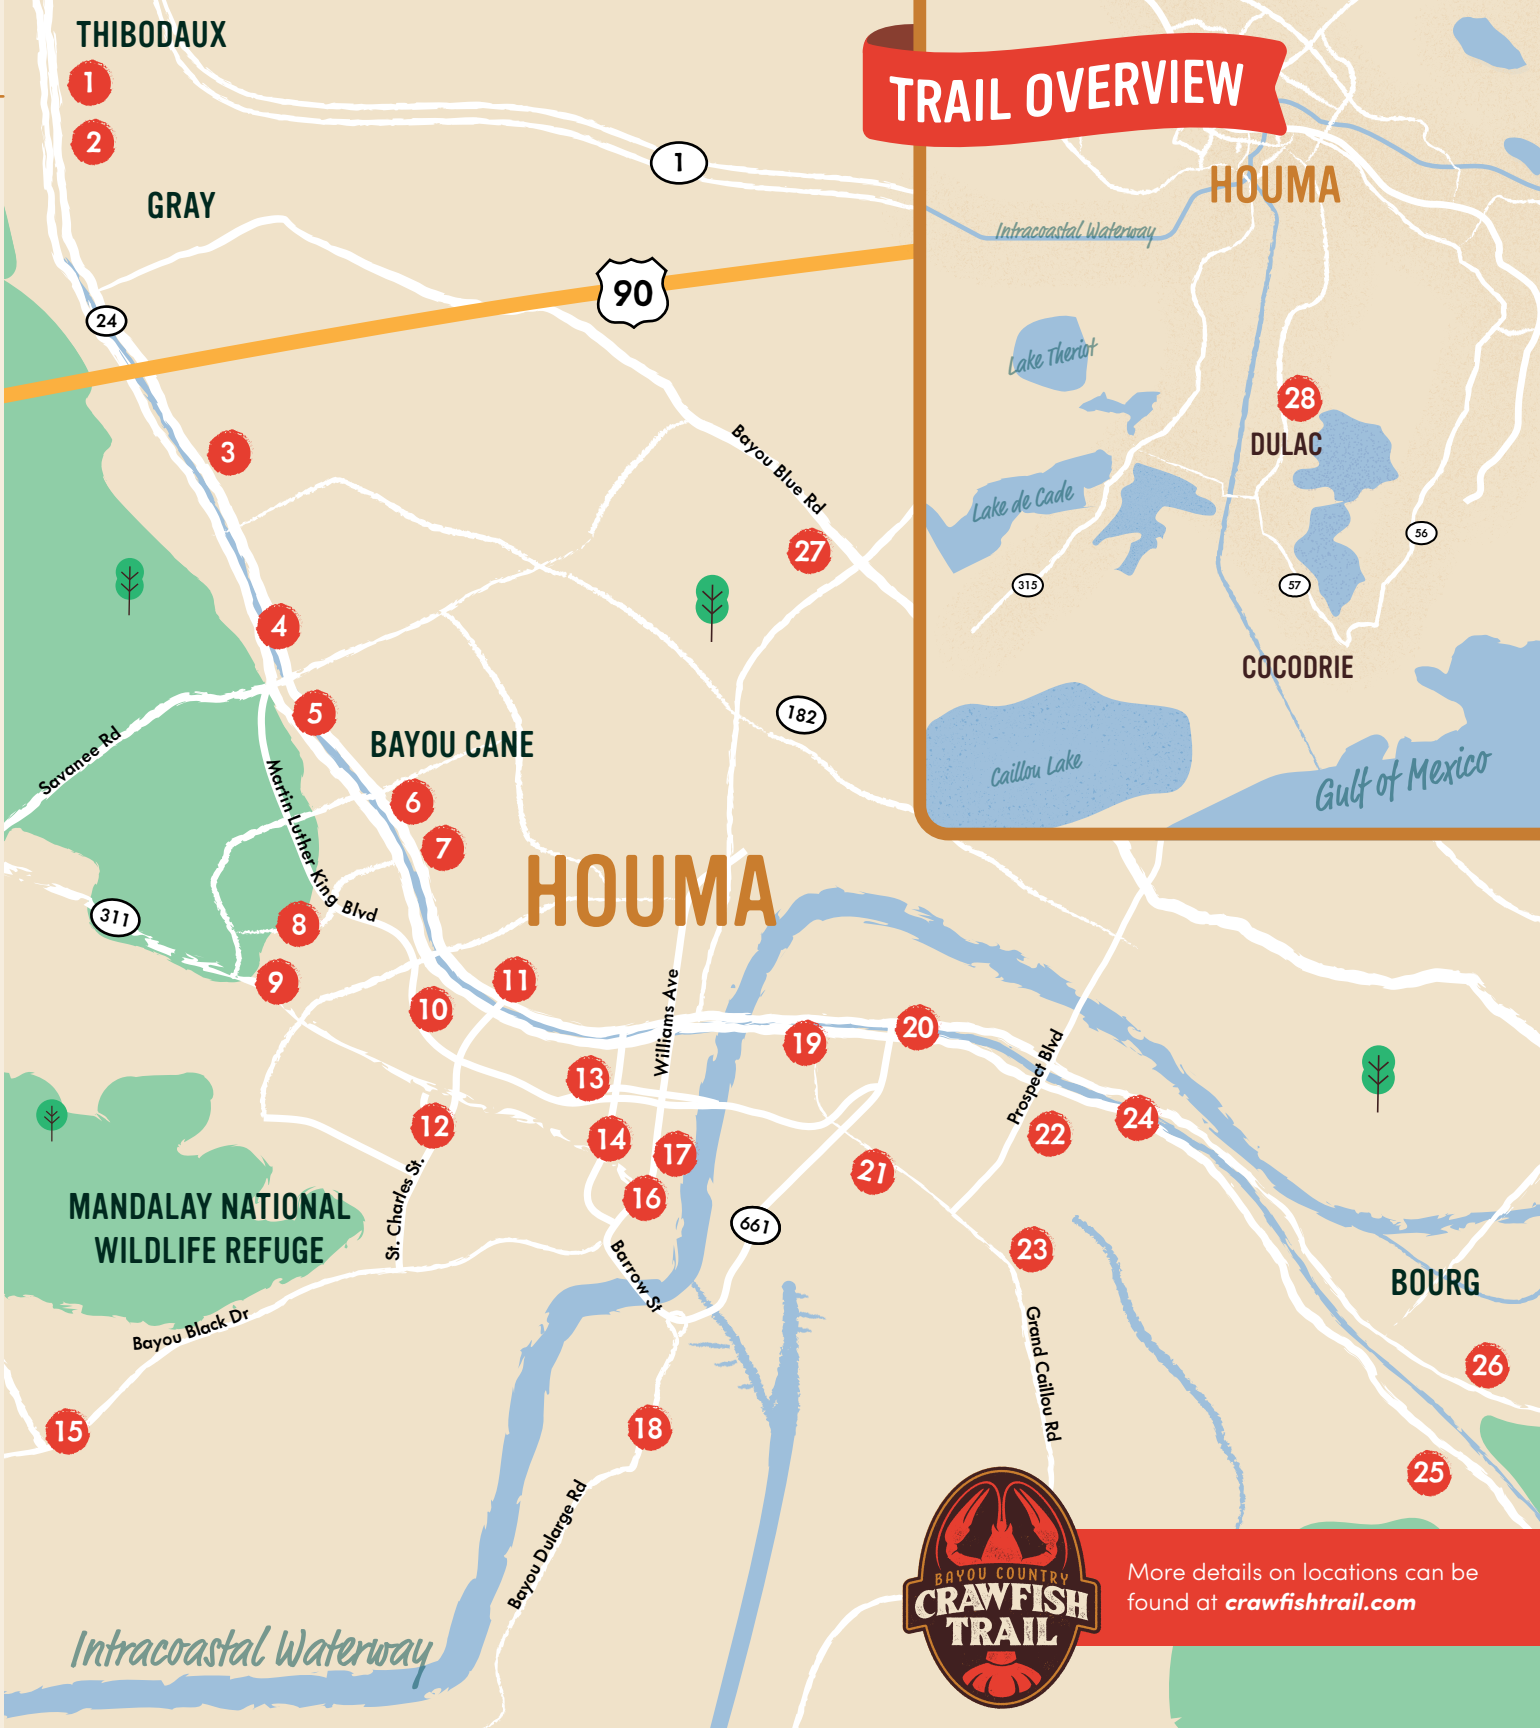 THIBODAUX
1
2
GRAY
1
90
24
3
Bayou Blue Rd
27
4
5
182
Savanee Rd
BAYOU CANE
Martin Luther King Blvd
6
7
HOUMA
311
8
9
10
11
Williams Ave
19
20
13
Prospect Blvd
12
14
17
22
24
21
16
St. Charles St.
661
23
MANDALAY NATIONAL
WILDLIFE REFUGE
Barrow St
BOURG
Bayou Black Dr
Grand Caillou Rd
26
15
18
25
Bayou Dularge Rd
Intracoastal Waterway
TRAIL OVERVIEW
HOUMA
Intracoastal Waterway
Lake Theriot
28
DULAC
Lake de Cade
56
315
57
COCODRIE
Caillou Lake
Gulf of Mexico
BAYOU COUNTRY
CRAWFISH
TRAIL
More details on locations can be
found at crawfishtrail.com